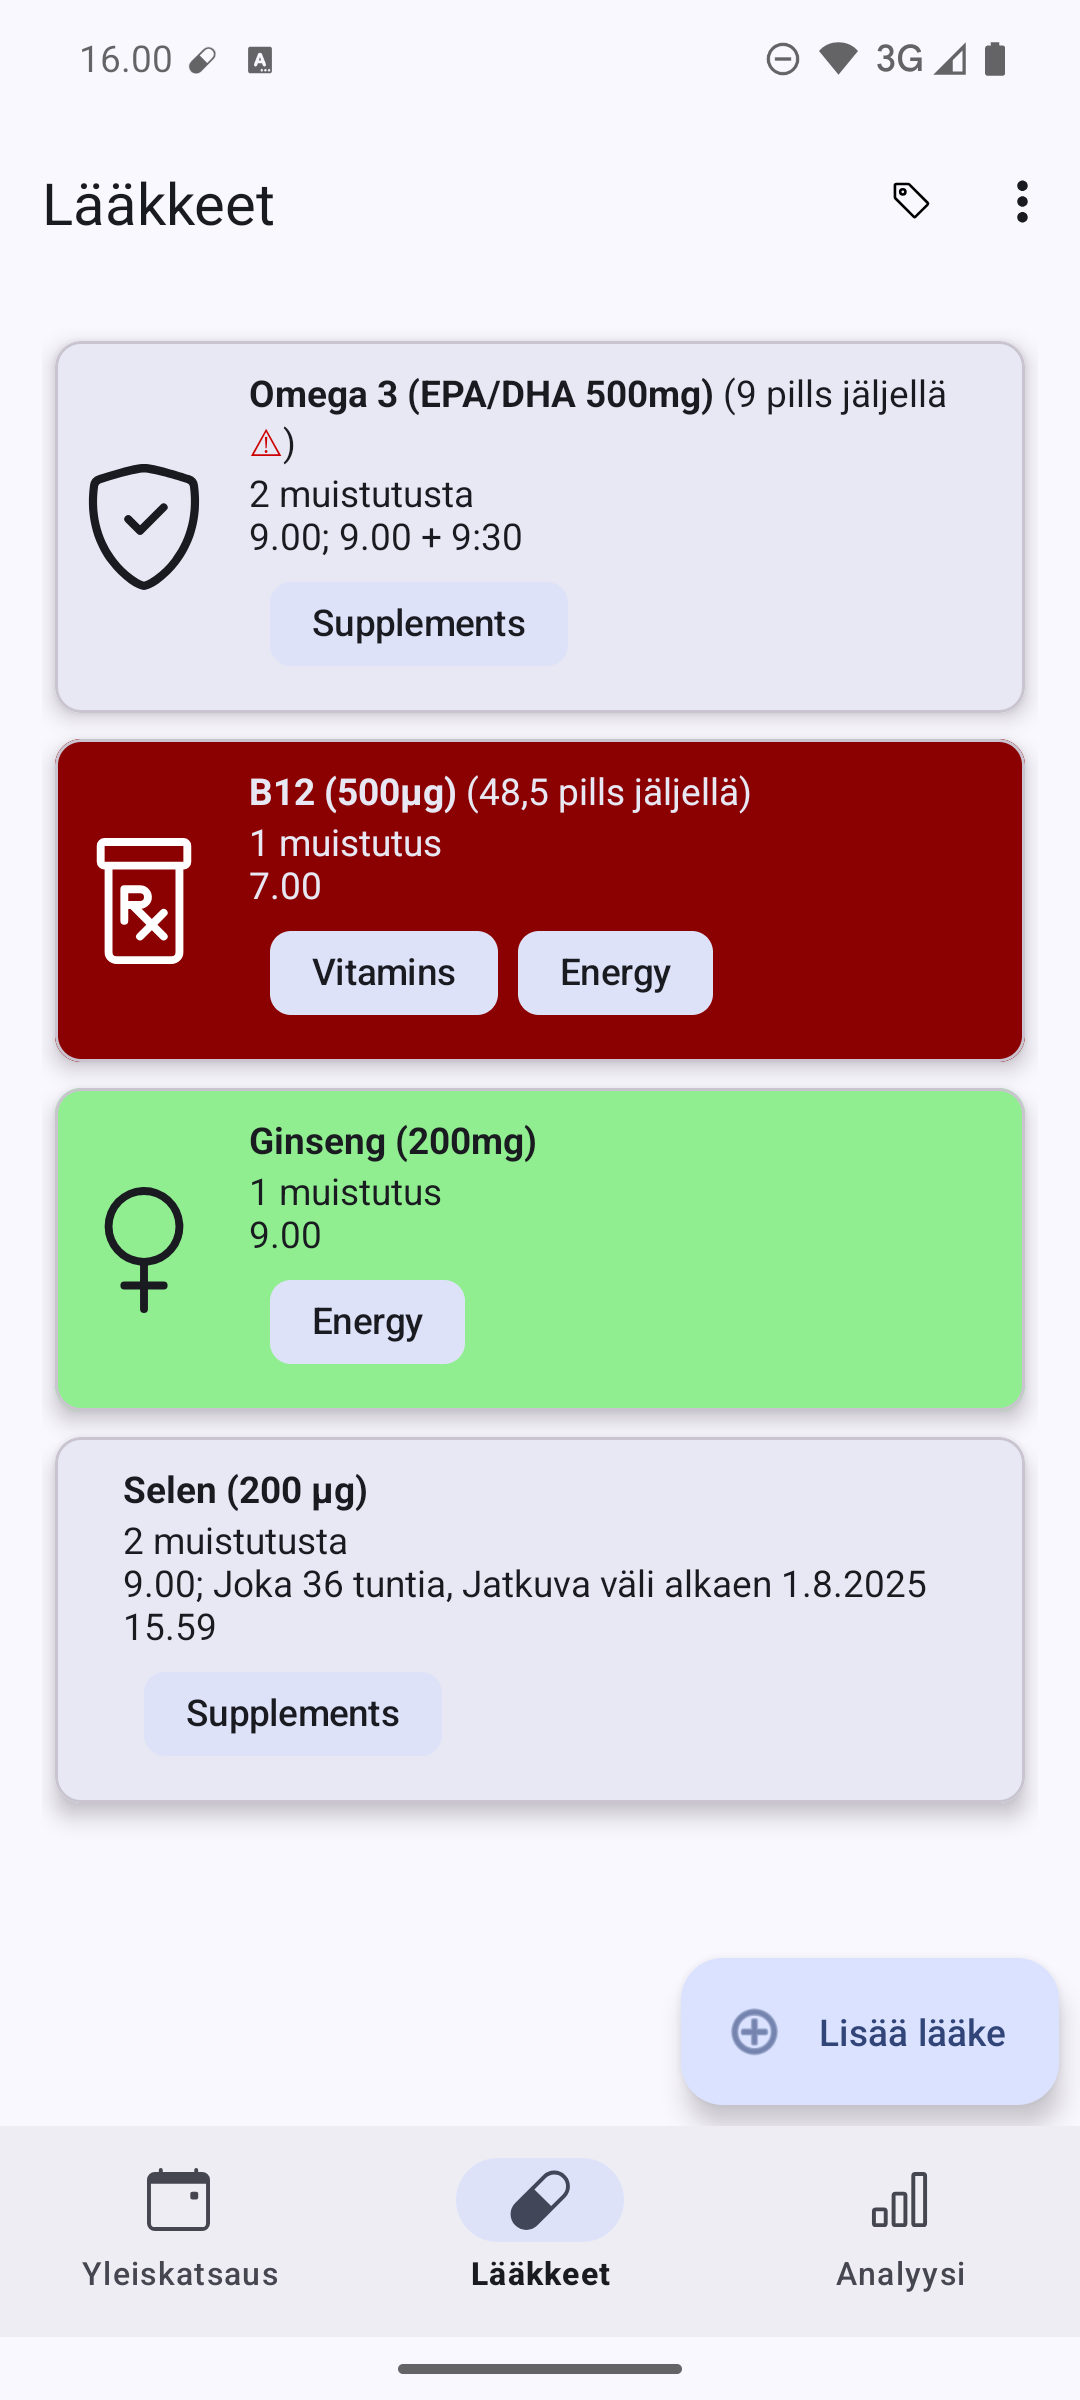 16.00
3G
Lääkkeet
Omega 3 (EPA/DHA 500mg) (9 pills jäljellä
⚠)
2 muistutusta
9.00; 9.00 + 9:30
Supplements
B12 (500µg) (48,5 pills jäljellä)
1 muistutus
7.00
Vitamins Energy
Ginseng (200mg)
1 muistutus
9.00
Energy
Selen (200 µg)
2 muistutusta
9.00; Joka 36 tuntia, Jatkuva väli alkaen 1.8.2025
15.59
Supplements
Lisää lääke
Yleiskatsaus Lääkkeet Analyysi